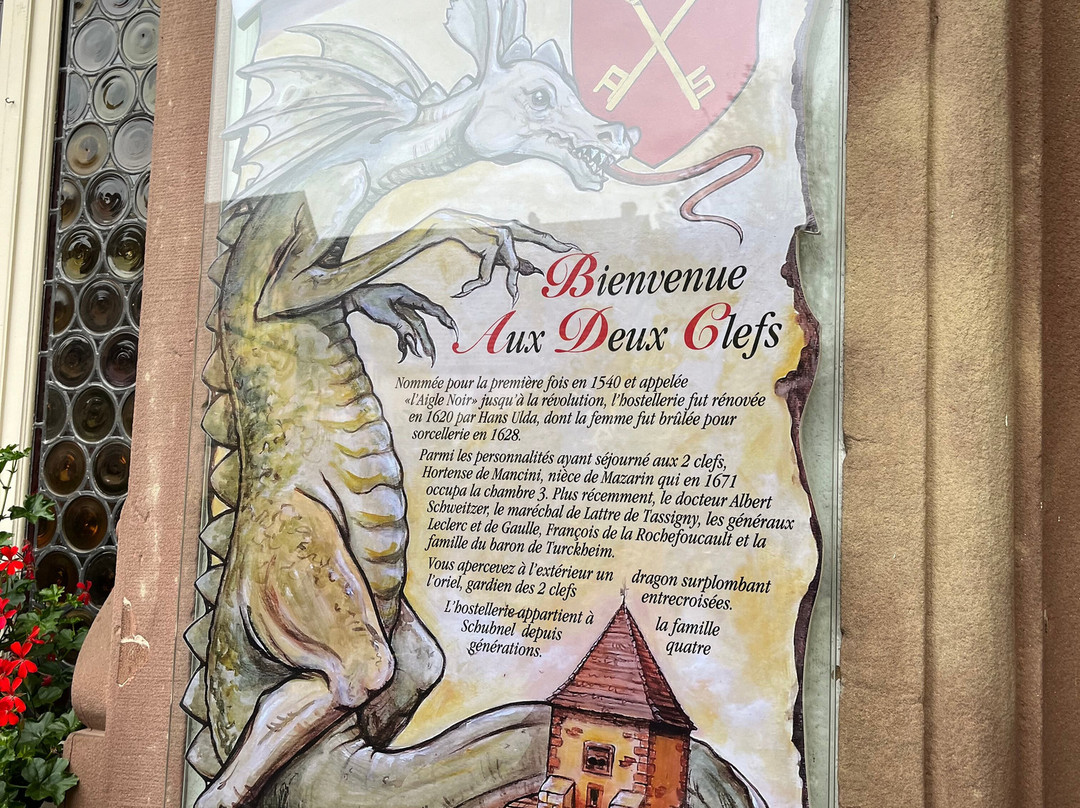 A S
Bienvenue
Aux Deux Clefs
Nommée pour la première fois en 1540 et appelée
«l'Aigle Noir» jusqu'à la révolution, l'hostellerie fut rénovée
en 1620 par Hans Ulda, dont la femme fut brûlée pour
sorcellerie en 1628.
Parmi les personnalités ayant séjourné aux 2 clefs,
Hortense de Mancini, nièce de Mazarin qui en 1671
occupa la chambre 3. Plus récemment, le docteur Albert
Schweitzer, le maréchal de Lattre de Tassigny, les généraux
Leclerc et de Gaulle, François de la Rochefoucault et la
famille du baron de Turckheim.
Vous apercevez à l'extérieur un dragon surplombant
l'oriel, gardien des 2 clefs entrecroisées.
L'hostellerie appartient à la famille
Schubnel depuis quatre
générations.